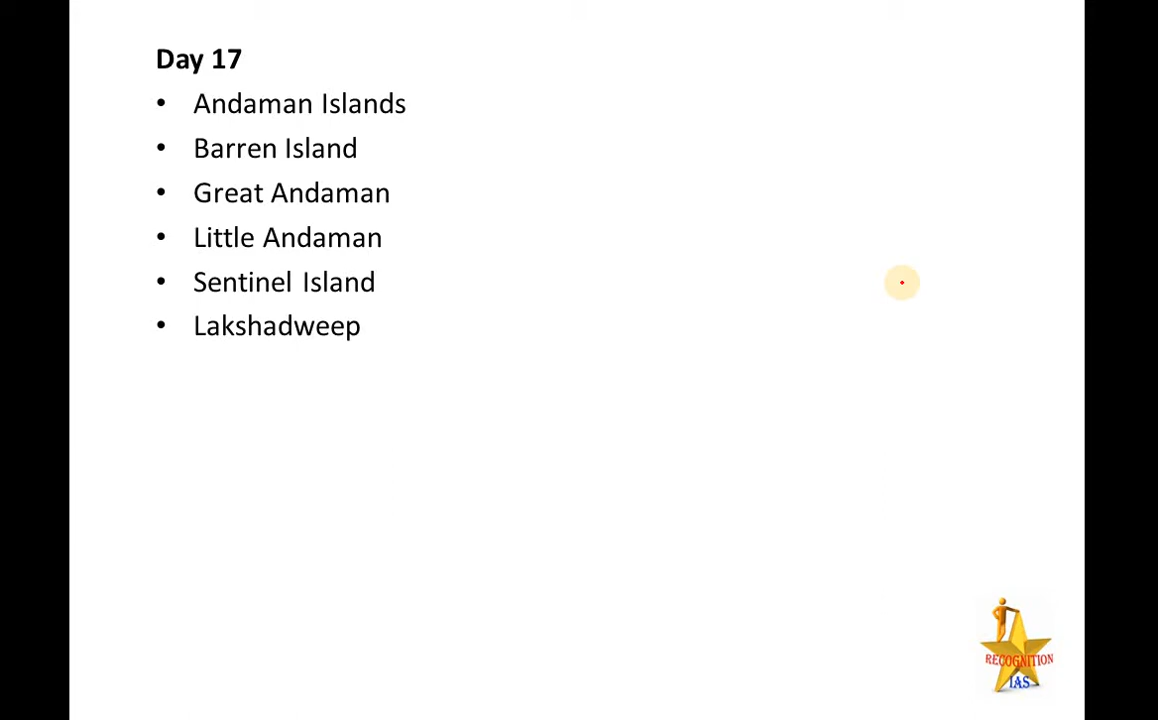 Day 17
• Andaman Islands
• Barren Island
• Great Andaman
• Little Andaman
• Sentinel Island
• Lakshadweep
RECOGNITION
IAS